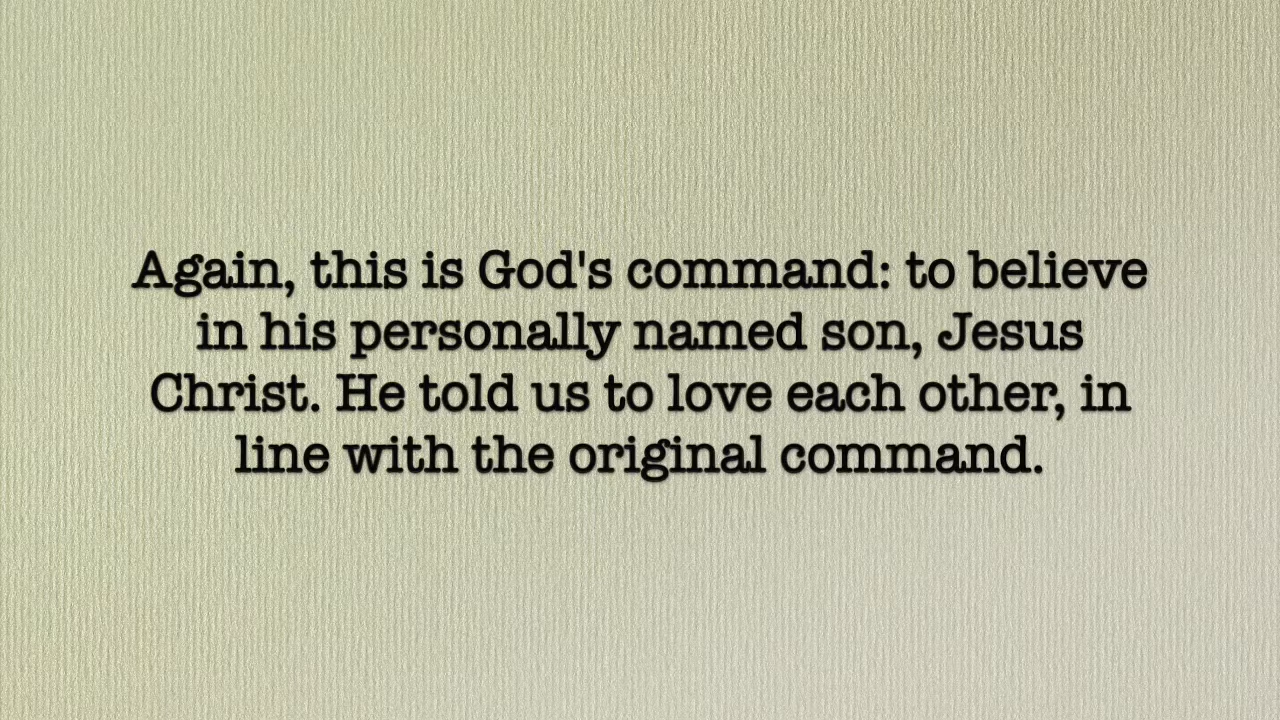 Again, this is God's command: to believe
in his personally named son, Jesus
Christ. He told us to love each other, in
line with the original command.